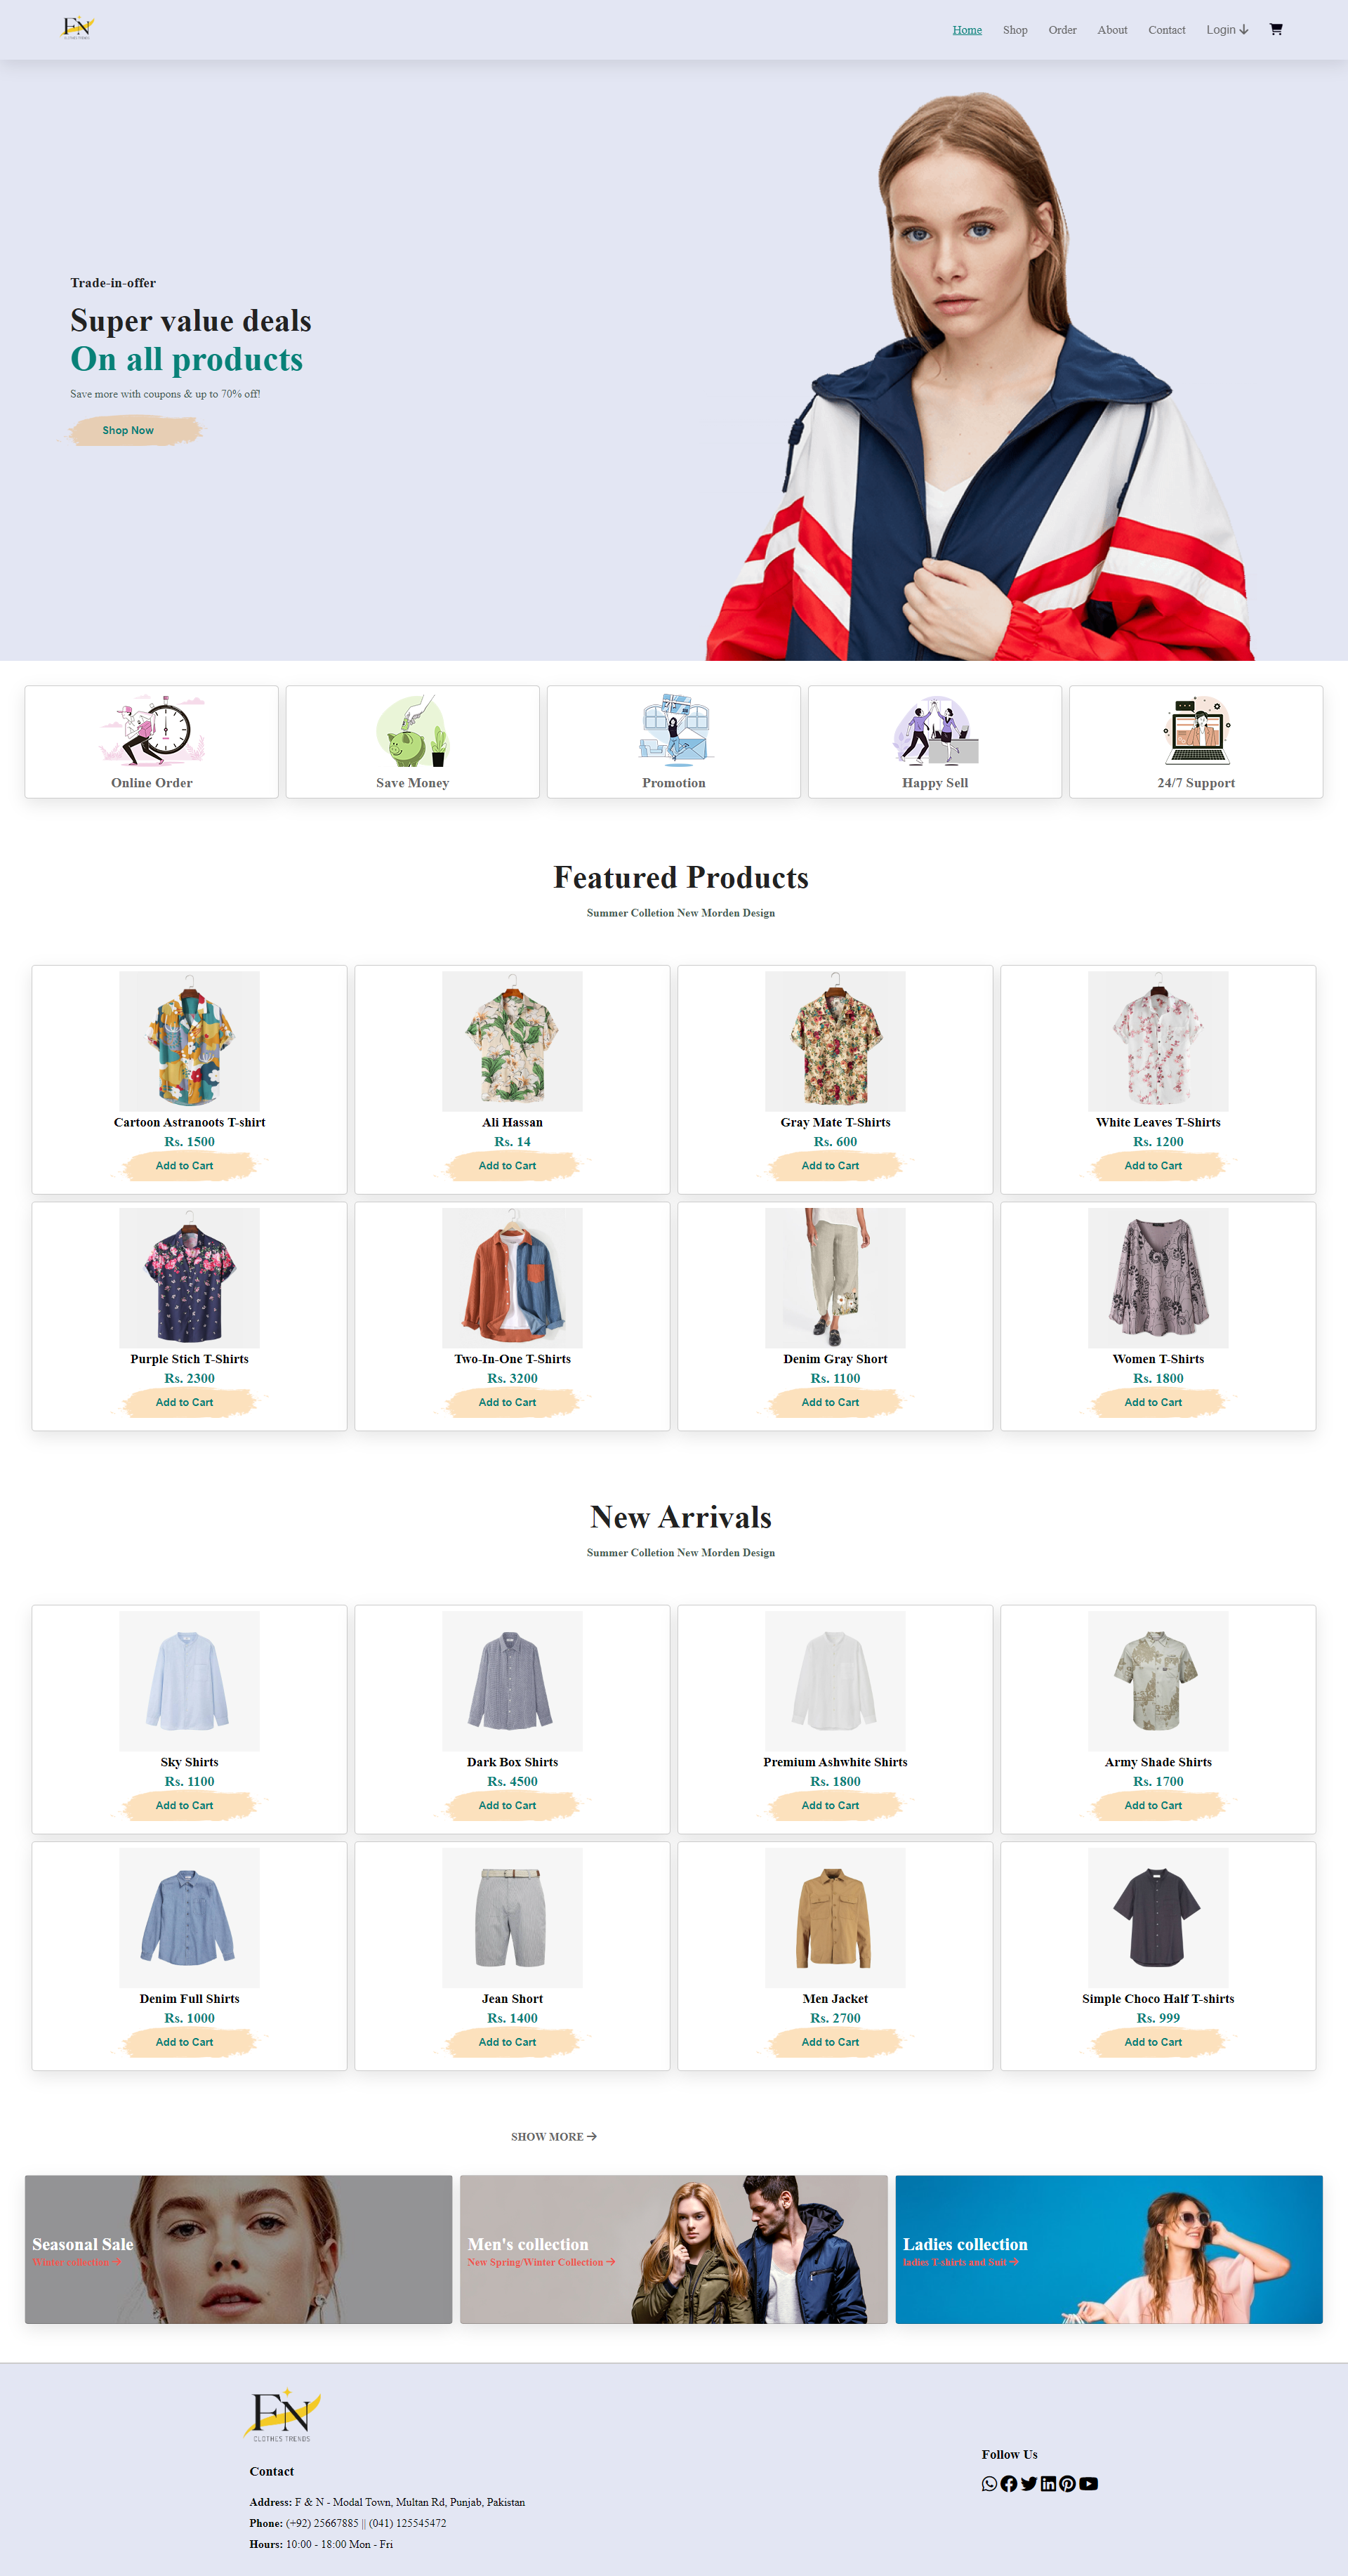 FN
CLOTHES TRENDS
Home Shop Order About Contact Login
Trade-in-offer
Super value deals
On all products
Save more with coupons & up to 70% off!
Shop Now
Online Order
Save Money
Promotion
Happy Sell
24/7 Support
Featured Products
Summer Colletion New Morden Design
Cartoon Astranoots T-shirt
Rs. 1500
Add to Cart
Ali Hassan
Rs. 14
Add to Cart
Gray Mate T-Shirts
Rs. 600
Add to Cart
White Leaves T-Shirts
Rs. 1200
Add to Cart
Purple Stich T-Shirts
Rs. 2300
Add to Cart
Two-In-One T-Shirts
Rs. 3200
Add to Cart
Denim Gray Short
Rs. 1100
Add to Cart
Women T-Shirts
Rs. 1800
Add to Cart
New Arrivals
Summer Colletion New Morden Design
Sky Shirts
Rs. 1100
Add to Cart
Dark Box Shirts
Rs. 4500
Add to Cart
Premium Ashwhite Shirts
Rs. 1800
Add to Cart
Army Shade Shirts
Rs. 1700
Add to Cart
Denim Full Shirts
Rs. 1000
Add to Cart
Jean Short
Rs. 1400
Add to Cart
Men Jacket
Rs. 2700
Add to Cart
Simple Choco Half T-shirts
Rs. 999
Add to Cart
SHOW MORE
Seasonal Sale
Winter collection
Men's collection
New Spring/Winter Collection
Ladies collection
ladies T-shirts and Suit
FN
CLOTHES TRENDS
Contact
Address: F & N - Modal Town, Multan Rd, Punjab, Pakistan
Phone: (+92) 25667885 || (041) 125545472
Hours: 10:00 - 18:00 Mon - Fri
Follow Us